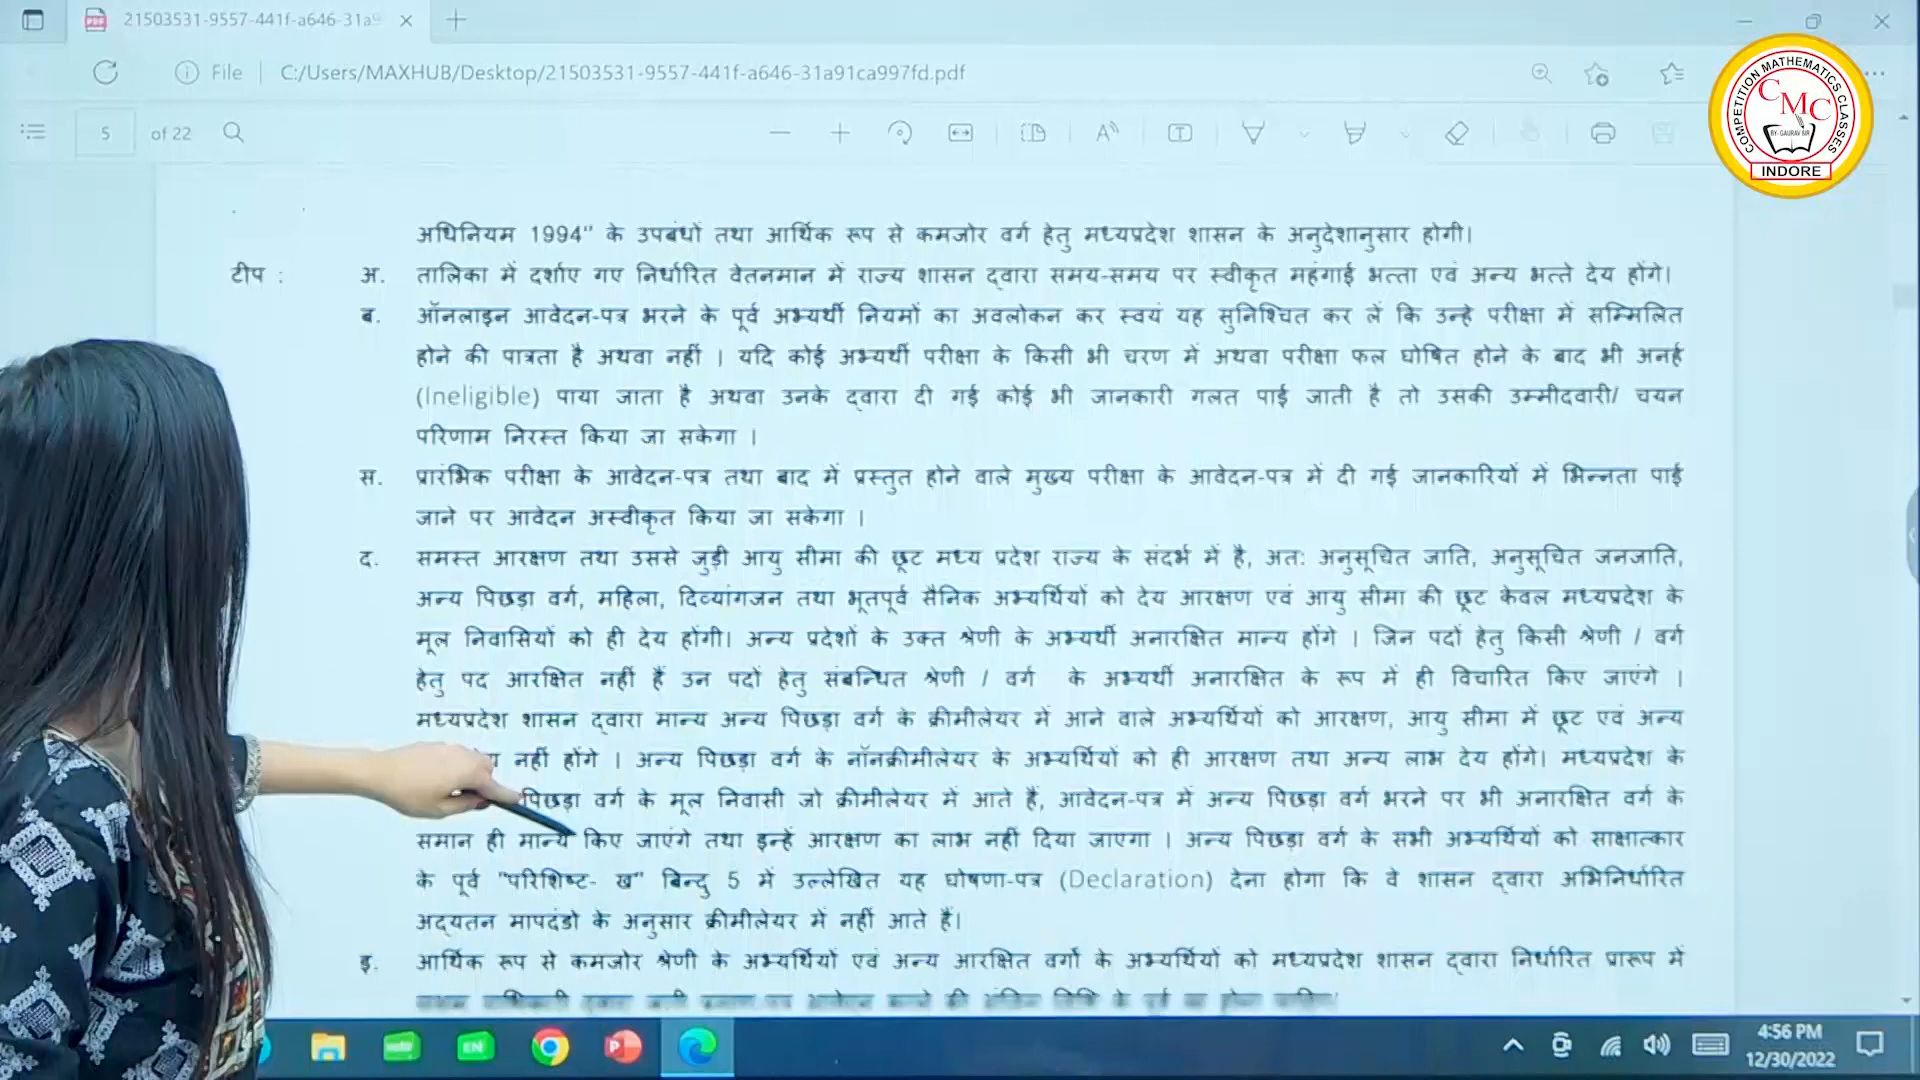 21503531-9557-441f-a646-31a9
File C:/Users/MAXHUB/Desktop/21503531-9557-441f-a646-31a91ca997fd.pdf
5 of 22
COMPETITION MATHEMATICS CLASSES
CMC
BY- GAURAV SIR
INDORE
अधिनियम 1994" के उपबंधों तथा आर्थिक रूप से कमजोर वर्ग हेतु मध्यप्रदेश शासन के अनुदेशानुसार होगी।
टीप : अ. तालिका में दर्शाए गए निर्धारित वेतनमान में राज्य शासन द्वारा समय-समय पर स्वीकृत महंगाई भत्ता एवं अन्य भत्ते देय होंगे।
ब. ऑनलाइन आवेदन-पत्र भरने के पूर्व अभ्यर्थी नियमों का अवलोकन कर स्वयं यह सुनिश्चित कर लें कि उन्हे परीक्षा में सम्मिलित
होने की पात्रता है अथवा नहीं | यदि कोई अभ्यर्थी परीक्षा के किसी भी चरण में अथवा परीक्षा फल घोषित होने के बाद भी अनर्ह
(Ineligible) पाया जाता है अथवा उनके द्वारा दी गई कोई भी जानकारी गलत पाई जाती है तो उसकी उम्मीदवारी/ चयन
परिणाम निरस्त किया जा सकेगा |
स. प्रारंभिक परीक्षा के आवेदन-पत्र तथा बाद में प्रस्तुत होने वाले मुख्य परीक्षा के आवेदन-पत्र में दी गई जानकारियों में भिन्नता पाई
जाने पर आवेदन अस्वीकृत किया जा सकेगा |
द. समस्त आरक्षण तथा उससे जुड़ी आयु सीमा की छूट मध्य प्रदेश राज्य के संदर्भ में है, अत: अनुसूचित जाति, अनुसूचित जनजाति,
अन्य पिछड़ा वर्ग, महिला, दिव्यांगजन तथा भूतपूर्व सैनिक अभ्यर्थियों को देय आरक्षण एवं आयु सीमा की छूट केवल मध्यप्रदेश के
मूल निवासियों को ही देय होंगी। अन्य प्रदेशों के उक्त श्रेणी के अभ्यर्थी अनारक्षित मान्य होंगे | जिन पदों हेतु किसी श्रेणी / वर्ग
हेतु पद आरक्षित नहीं हैं उन पदों हेतु संबन्धित श्रेणी / वर्ग के अभ्यर्थी अनारक्षित के रूप में ही विचारित किए जाएंगे |
मध्यप्रदेश शासन द्वारा मान्य अन्य पिछड़ा वर्ग के क्रीमीलेयर में आने वाले अभ्यर्थियों को आरक्षण, आयु सीमा में छूट एवं अन्य
नहीं होंगे | अन्य पिछड़ा वर्ग के नॉनक्रीमीलेयर के अभ्यर्थियों को ही आरक्षण तथा अन्य लाभ देय होंगे। मध्यप्रदेश के
पिछड़ा वर्ग के मूल निवासी जो क्रीमीलेयर में आते हैं, आवेदन-पत्र में अन्य पिछड़ा वर्ग भरने पर भी अनारक्षित वर्ग के
समान ही मान्य किए जाएंगे तथा इन्हें आरक्षण का लाभ नहीं दिया जाएगा | अन्य पिछड़ा वर्ग के सभी अभ्यर्थियों को साक्षात्कार
के पूर्व "परिशिष्ट- ख" बिन्दु 5 में उल्लेखित यह घोषणा-पत्र (Declaration) देना होगा कि वे शासन द्वारा अभिनिर्धारित
अद्यतन मापदंडो के अनुसार क्रीमीलेयर में नहीं आते हैं।
इ. आर्थिक रूप से कमजोर श्रेणी के अभ्यर्थियों एवं अन्य आरक्षित वर्गों के अभ्यर्थियों को मध्यप्रदेश शासन द्वारा निर्धारित प्रारूप में
EN
4:56 PM
12/30/2022